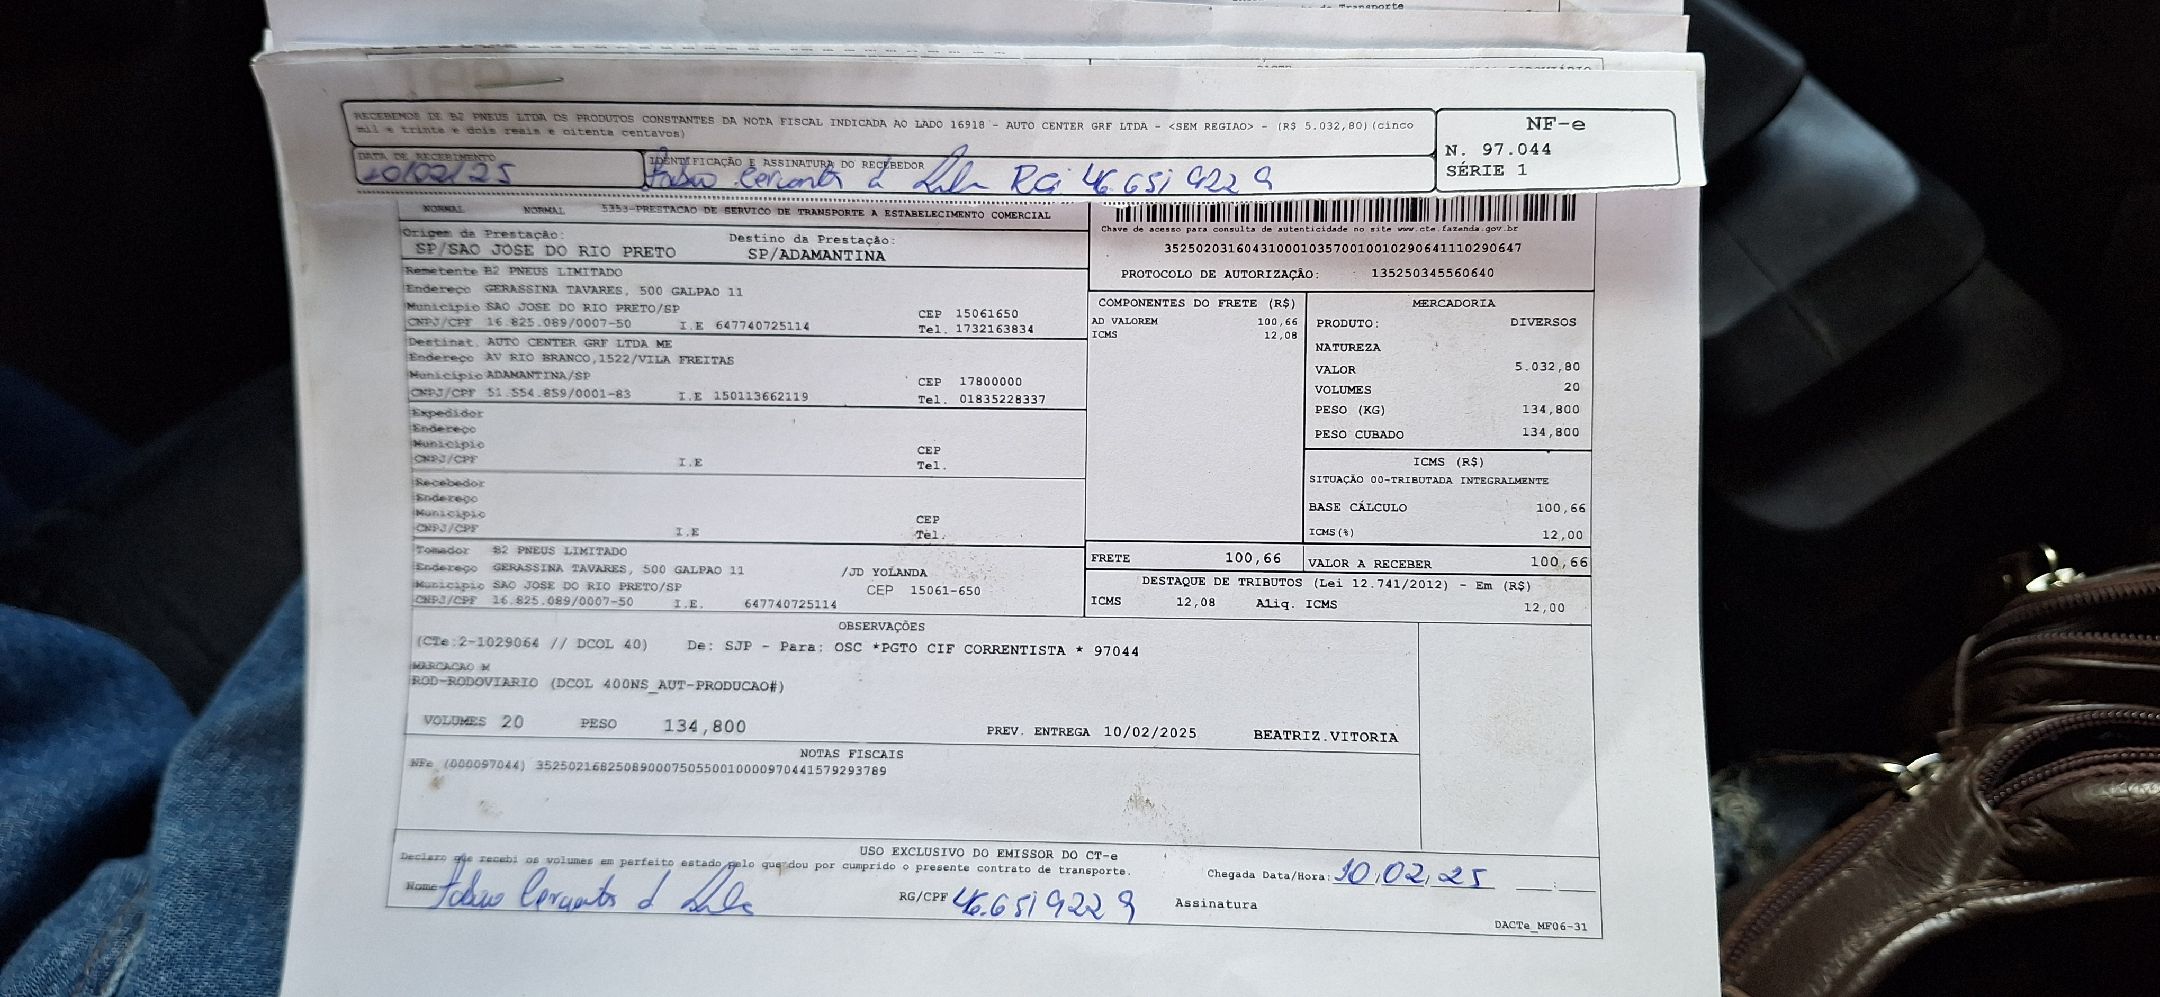 RECEBEMOS DE B2 PNEUS LTDA OS PRODUTOS CONSTANTES DA NOTA FISCAL INDICADA AO LADO 16918 - AUTO CENTER GRF LTDA - <SEM REGIAO> - (R$ 5.032,80)(cinco
mil e trinta e dois reais e oitenta centavos)
NF-e
N. 97.044
SÉRIE 1
DATA DE RECEBIMENTO
10/02/25
IDENTIFICAÇÃO E ASSINATURA DO RECEBEDOR
RG 46.651922 9
NORMAL NORMAL 5353-PRESTACAO DE SERVICO DE TRANSPORTE A ESTABELECIMENTO COMERCIAL
Origem da Prestação: Destino da Prestação:
SP/SAO JOSE DO RIO PRETO SP/ADAMANTINA
Chave de acesso para consulta de autenticidade no site www.cte.fazenda.gov.br
35250203160431000103570010010290641110290647
PROTOCOLO DE AUTORIZAÇÃO: 135250345560640
Remetente B2 PNEUS LIMITADO
Endereço GERASSINA TAVARES, 500 GALPAO 11
Município SAO JOSE DO RIO PRETO/SP CEP 15061650
CNPJ/CPF 16.825.089/0007-50 I.E 647740725114 Tel. 1732163834
Destinat. AUTO CENTER GRF LTDA ME
Endereço AV RIO BRANCO,1522/VILA FREITAS
Município ADAMANTINA/SP CEP 17800000
CNPJ/CPF 51.554.859/0001-83 I.E 150113662119 Tel. 01835228337
Expedidor
Endereço
Município CEP
CNPJ/CPF I.E Tel.
Recebedor
Endereço
Município CEP
CNPJ/CPF I.E Tel.
Tomador B2 PNEUS LIMITADO
Endereço GERASSINA TAVARES, 500 GALPAO 11 /JD YOLANDA
Município SAO JOSE DO RIO PRETO/SP CEP 15061-650
CNPJ/CPF 16.825.089/0007-50 I.E. 647740725114
COMPONENTES DO FRETE (R$)
AD VALOREM 100,66
ICMS 12,08
MERCADORIA
PRODUTO: DIVERSOS
NATUREZA
VALOR 5.032,80
VOLUMES 20
PESO (KG) 134,800
PESO CUBADO 134,800
ICMS (R$)
SITUAÇÃO 00-TRIBUTADA INTEGRALMENTE
BASE CÁLCULO 100,66
ICMS(%) 12,00
FRETE 100,66 VALOR A RECEBER 100,66
DESTAQUE DE TRIBUTOS (Lei 12.741/2012) - Em (R$)
ICMS 12,08 Aliq. ICMS 12,00
OBSERVAÇÕES
(CTe:2-1029064 // DCOL 40) De: SJP - Para: OSC *PGTO CIF CORRENTISTA * 97044
MARCACAO M
ROD-RODOVIARIO (DCOL 400NS_AUT-PRODUCAO#)
VOLUMES 20 PESO 134,800 PREV. ENTREGA 10/02/2025 BEATRIZ.VITORIA
NOTAS FISCAIS
NFe (000097044) 35250216825089000750550010000970441579293789
USO EXCLUSIVO DO EMISSOR DO CT-e
Declaro que recebi os volumes em perfeito estado pelo que dou por cumprido o presente contrato de transporte.
Chegada Data/Hora: 10,02,25 :
Nome RG/CPF 46.651922 9 Assinatura
DACTe_MF06-31